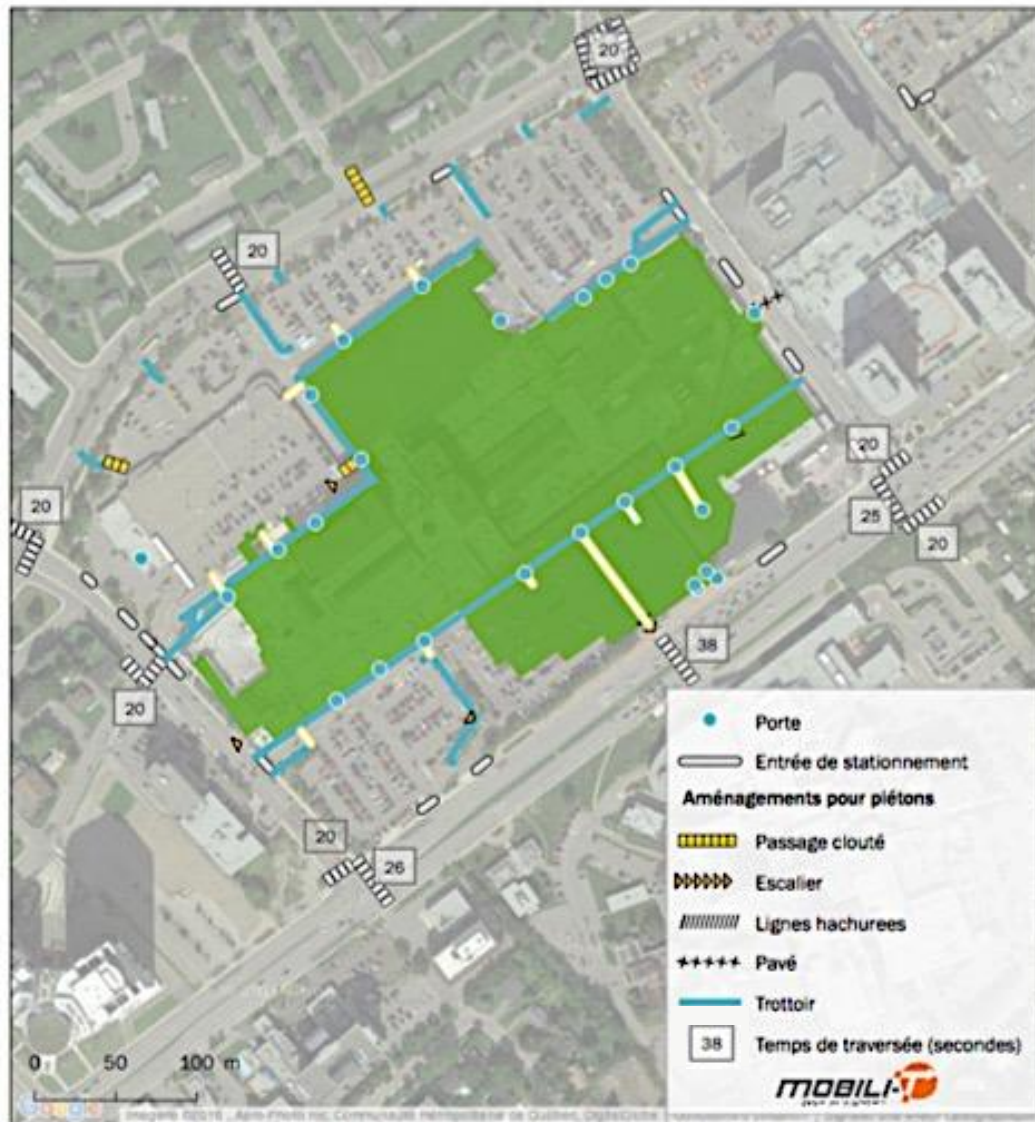 20
20
20
20
25
20
20
38
20
20
26
Porte
Entrée de stationnement
Aménagements pour piétons
Passage clouté
Escalier
Lignes hachurees
Pavé
Trottoir
38 Temps de traversée (secondes)
0 50 100 m
MOBILI-T